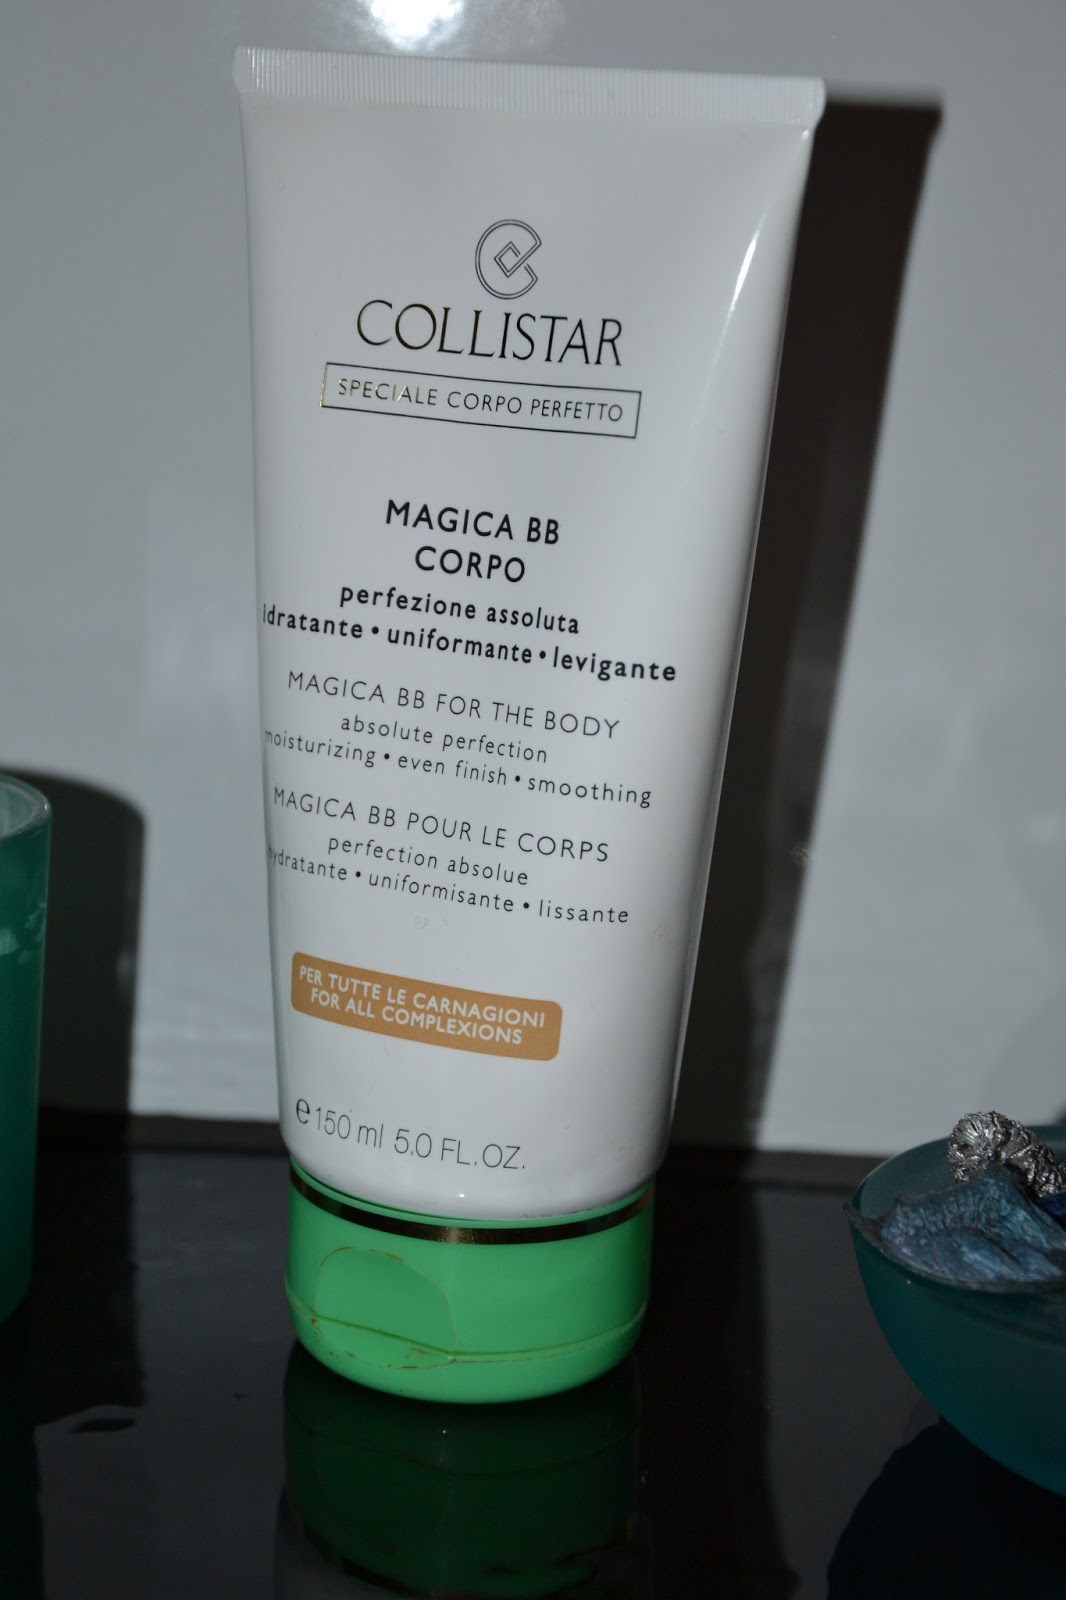 COLLISTAR
SPECIALE CORPO PERFETTO
MAGICA BB
CORPO
perfezione assoluta
idratante • uniformante • levigante
MAGICA BB FOR THE BODY
absolute perfection
moisturizing • even finish • smoothing
MAGICA BB POUR LE CORPS
perfection absolue
hydratante • uniformisante • lissante
PER TUTTE LE CARNAGIONI
FOR ALL COMPLEXIONS
e 150 ml 5.0 FL.OZ.